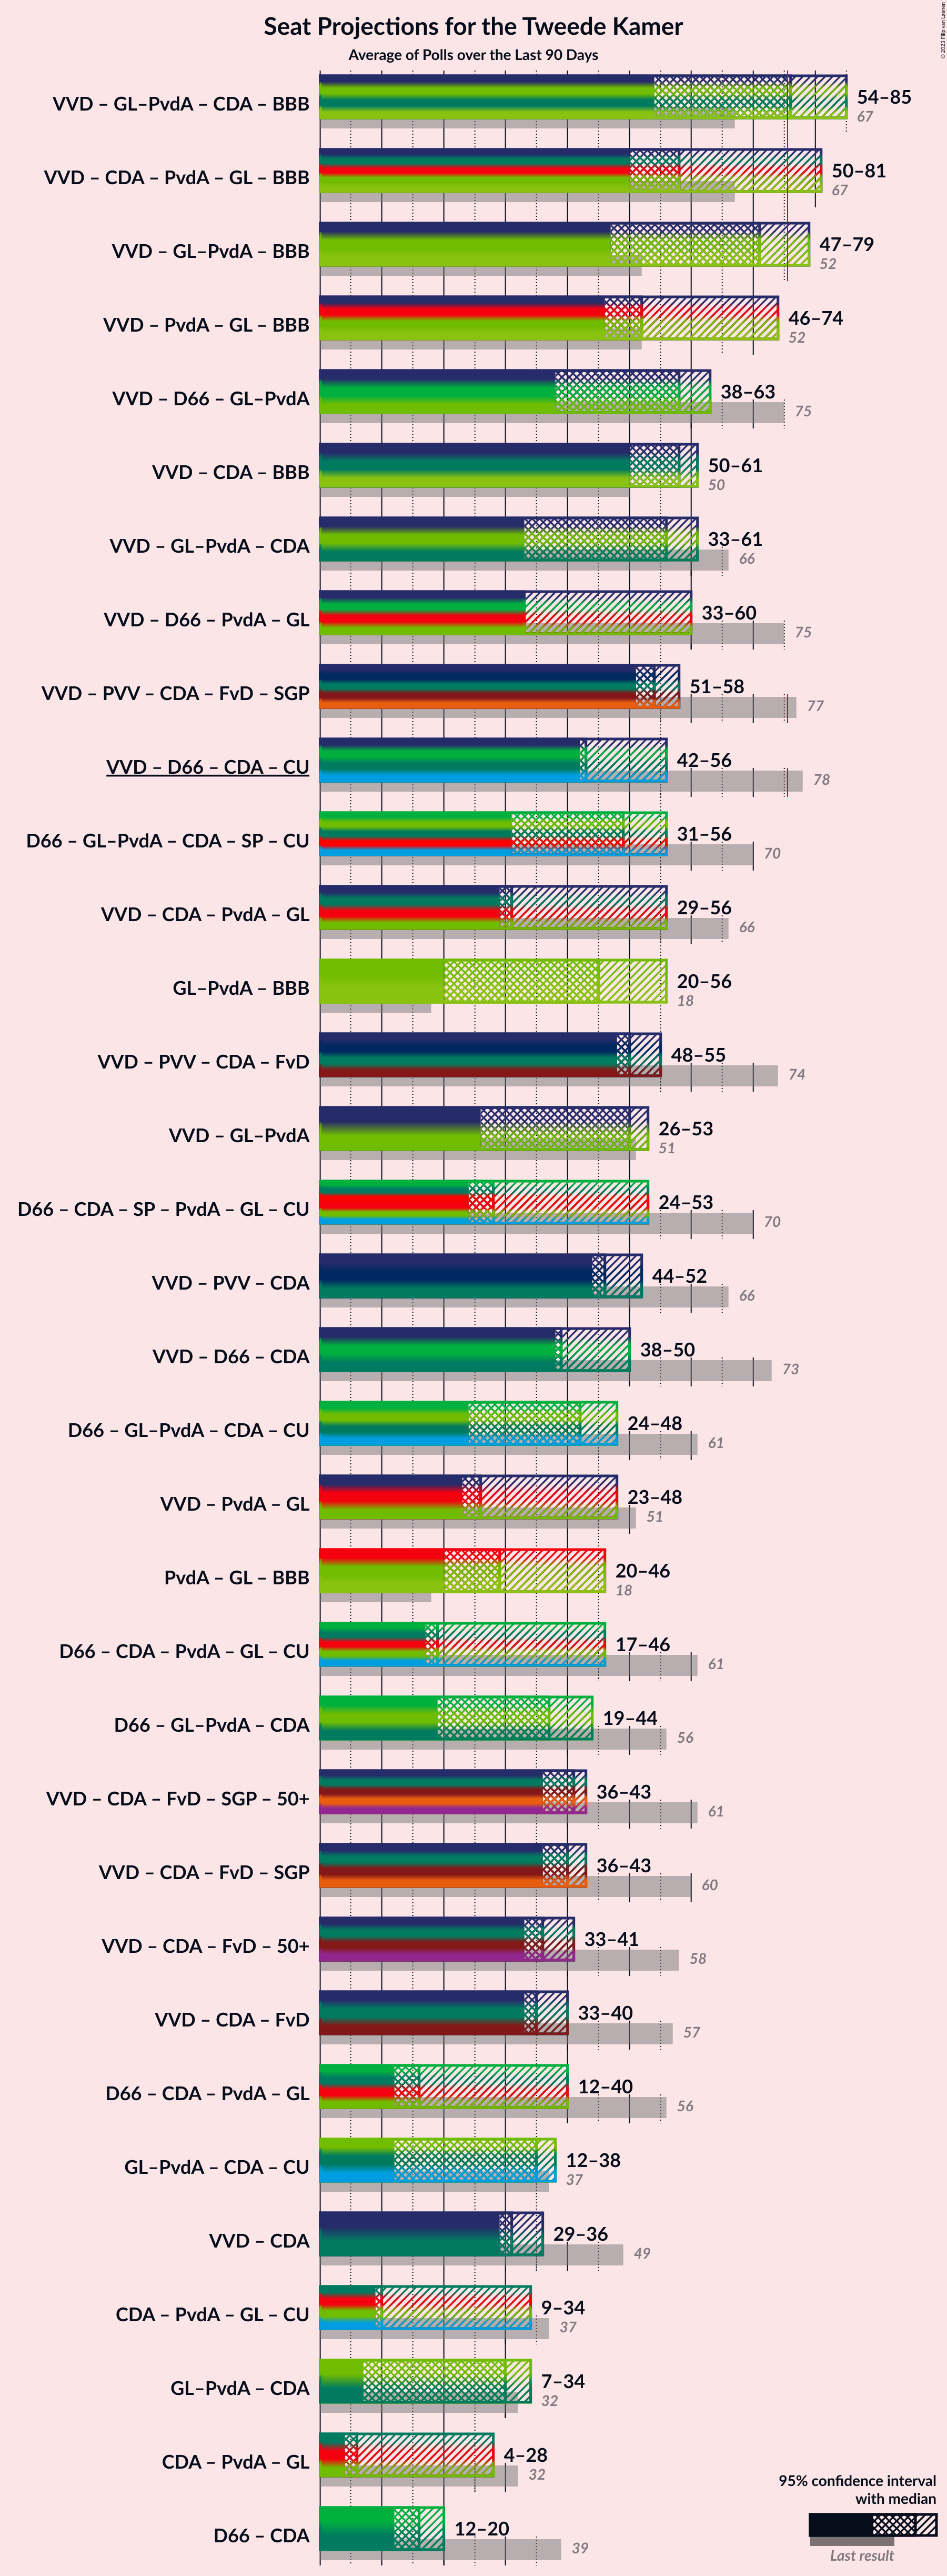 Seat Projections for the Tweede Kamer
Average of Polls over the Last 90 Days
© 2023 Filip van Laenen
VVD – GL–PvdA – CDA – BBB
54–85
67
VVD – CDA – PvdA – GL – BBB
50–81
67
VVD – GL–PvdA – BBB
47–79
52
VVD – PvdA – GL – BBB
46–74
52
VVD – D66 – GL–PvdA
38–63
75
VVD – CDA – BBB
50–61
50
VVD – GL–PvdA – CDA
33–61
66
VVD – D66 – PvdA – GL
33–60
75
VVD – PVV – CDA – FvD – SGP
51–58
77
VVD – D66 – CDA – CU
42–56
78
D66 – GL–PvdA – CDA – SP – CU
31–56
70
VVD – CDA – PvdA – GL
29–56
66
GL–PvdA – BBB
20–56
18
VVD – PVV – CDA – FvD
48–55
74
VVD – GL–PvdA
26–53
51
D66 – CDA – SP – PvdA – GL – CU
24–53
70
VVD – PVV – CDA
44–52
66
VVD – D66 – CDA
38–50
73
D66 – GL–PvdA – CDA – CU
24–48
61
VVD – PvdA – GL
23–48
51
PvdA – GL – BBB
20–46
18
D66 – CDA – PvdA – GL – CU
17–46
61
D66 – GL–PvdA – CDA
19–44
56
VVD – CDA – FvD – SGP – 50+
36–43
61
VVD – CDA – FvD – SGP
36–43
60
VVD – CDA – FvD – 50+
33–41
58
VVD – CDA – FvD
33–40
57
D66 – CDA – PvdA – GL
12–40
56
GL–PvdA – CDA – CU
12–38
37
VVD – CDA
29–36
49
CDA – PvdA – GL – CU
9–34
37
GL–PvdA – CDA
7–34
32
CDA – PvdA – GL
4–28
32
D66 – CDA
12–20
39
95% confidence interval
with median
Last result